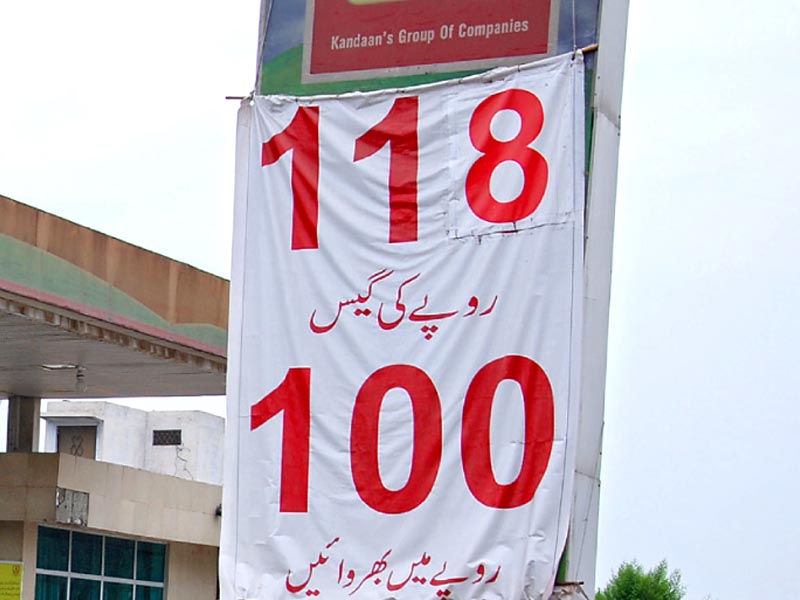 Kandaan's Group Of Companies
118
روپے کی گیس
100
روپے میں بھروائیں